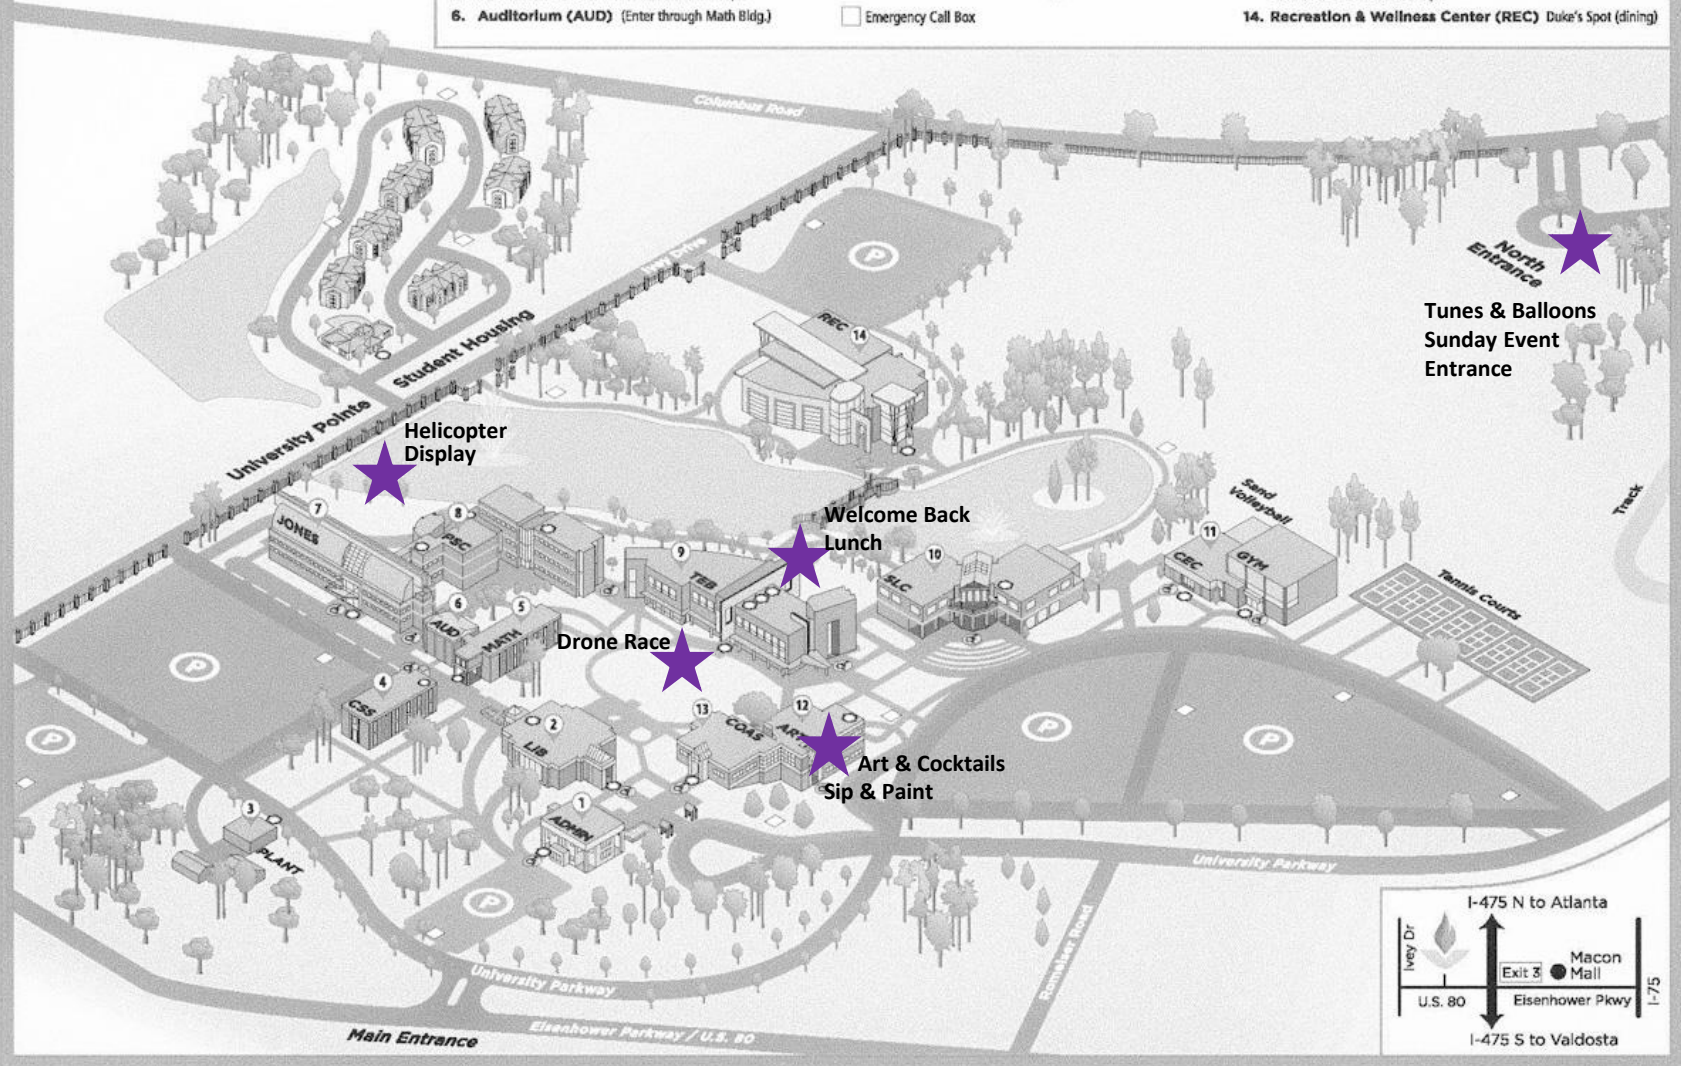 6. Auditorium (AUD) (Enter through Math Bldg.)
Emergency Call Box
14. Recreation & Wellness Center (REC) Duke's Spot (dining)
Columbus Road
Ivey Drive
P
North
Entrance
Tunes & Balloons
Sunday Event
Entrance
REC
14
Student Housing
University Pointe
Helicopter
Display
Track
Sand
Volleyball
7
JONES
8
PSC
Welcome Back
Lunch
9
TEB
10
SLC
11
CEC
GYM
Tennis Courts
6
AUD
5
MATH
Drone Race
P
4
CSS
2
LIB
13
COAS
12
ARTS
Art & Cocktails
Sip & Paint
P
P
P
3
PLANT
1
ADMIN
P
University Parkway
Romeiser Road
University Parkway
Main Entrance
Eisenhower Parkway / U.S. 80
I-475 N to Atlanta
Ivey Dr
Exit 3
Macon
Mall
I-75
U.S. 80
Eisenhower Pkwy
I-475 S to Valdosta